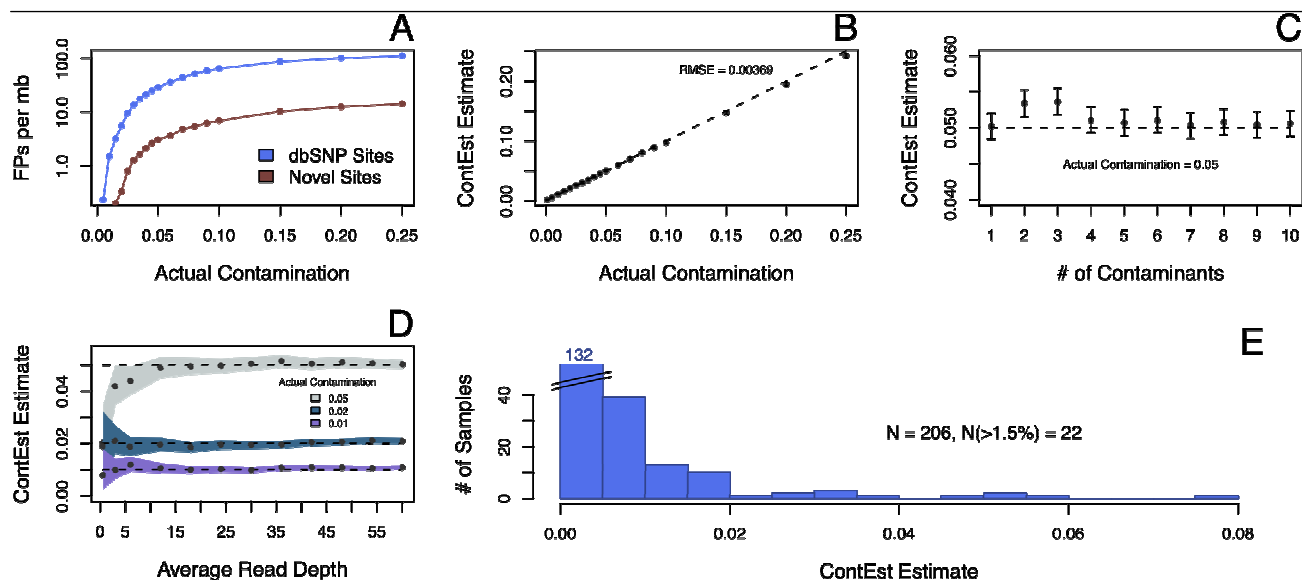 A
FPs per mb
100.0
10.0
1.0
dbSNP Sites
Novel Sites
0.00 0.05 0.10 0.15 0.20 0.25
Actual Contamination
B
ContEst Estimate
0.20
0.10
0.00
RMSE = 0.00369
0.00 0.05 0.10 0.15 0.20 0.25
Actual Contamination
C
ContEst Estimate
0.060
0.050
0.040
Actual Contamination = 0.05
1 2 3 4 5 6 7 8 9 10
# of Contaminants
D
ContEst Estimate
0.04
0.02
0.00
Actual Contamination
0.05
0.02
0.01
0 5 15 25 35 45 55
Average Read Depth
E
# of Samples
132
40
20
0
N = 206, N(>1.5%) = 22
0.00 0.02 0.04 0.06 0.08
ContEst Estimate